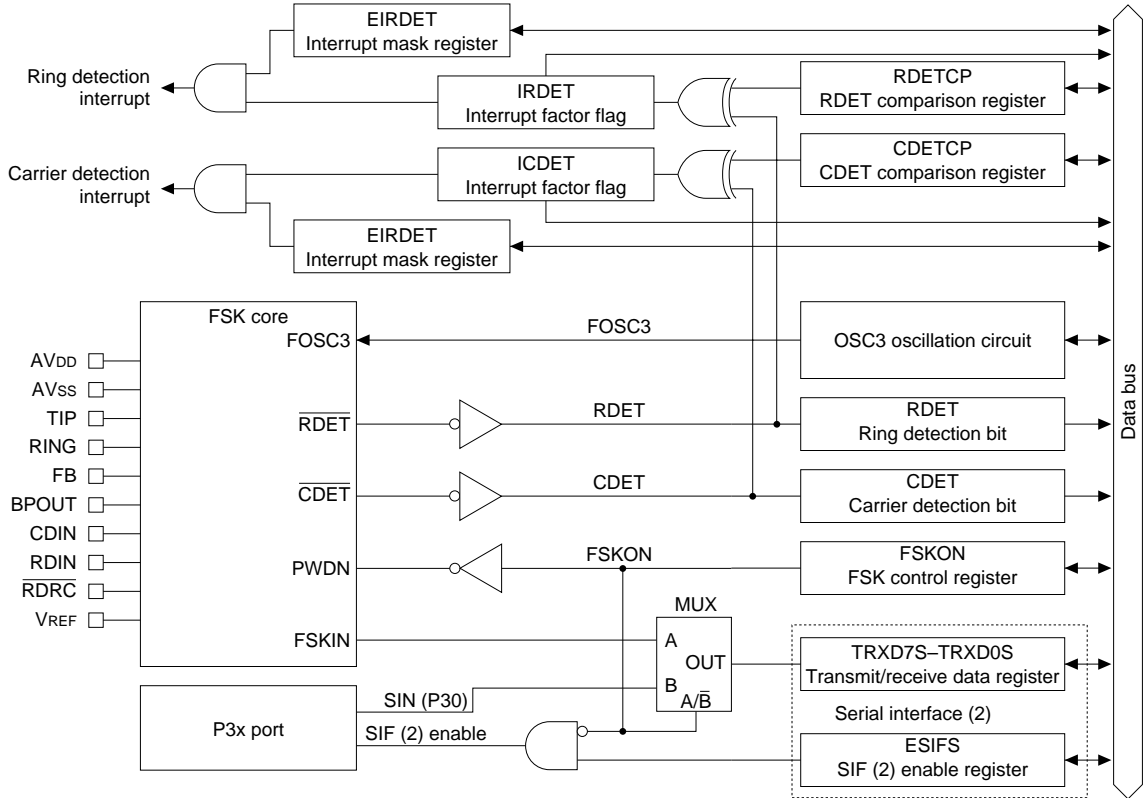 EIRDET
Interrupt mask register
Ring detection
interrupt
IRDET
Interrupt factor flag
RDETCP
RDET comparison register
Carrier detection
interrupt
ICDET
Interrupt factor flag
CDETCP
CDET comparison register
EIRDET
Interrupt mask register
Data bus
FSK core
FOSC3
FOSC3
OSC3 oscillation circuit
AVDD
AVSS
TIP
RING
FB
BPOUT
CDIN
RDIN
R̅D̅R̅C̅
VREF
R̅D̅E̅T̅
RDET
RDET
Ring detection bit
C̅D̅E̅T̅
CDET
CDET
Carrier detection bit
PWDN
FSKON
FSKON
FSK control register
FSKIN
MUX
A
OUT
B
A/B̅
TRXD7S–TRXD0S
Transmit/receive data register
Serial interface (2)
P3x port
SIN (P30)
SIF (2) enable
ESIFS
SIF (2) enable register